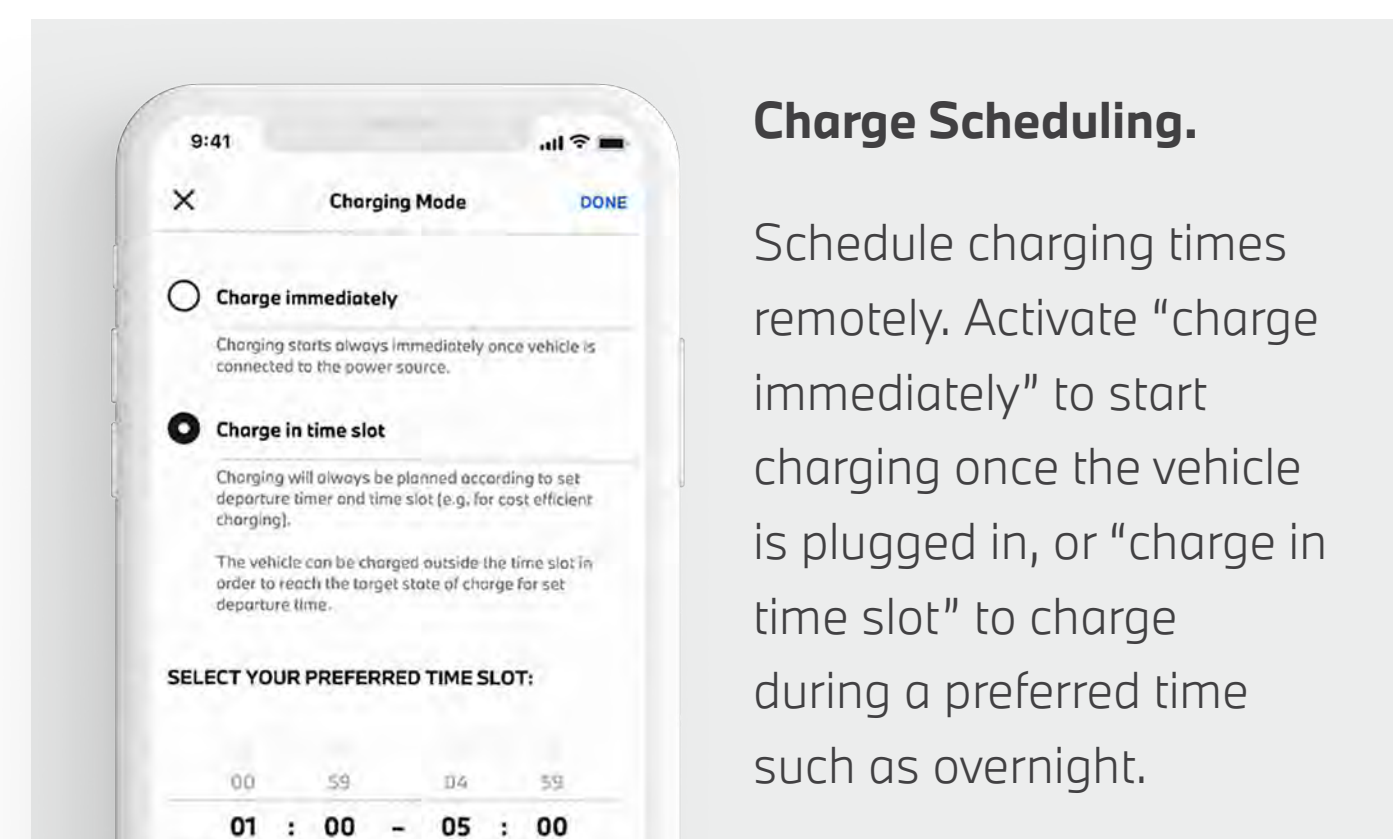 9:41
Charging Mode
DONE
Charge immediately
Charging starts always immediately once vehicle is
connected to the power source.
Charge in time slot
Charging will always be planned according to set
departure timer and time slot (e.g. for cost efficient
charging).
The vehicle can be charged outside the time slot in
order to reach the target state of charge for set
departure time.
SELECT YOUR PREFERRED TIME SLOT:
00 59 04 59
01 : 00 – 05 : 00
Charge Scheduling.
Schedule charging times
remotely. Activate “charge
immediately” to start
charging once the vehicle
is plugged in, or “charge in
time slot” to charge
during a preferred time
such as overnight.